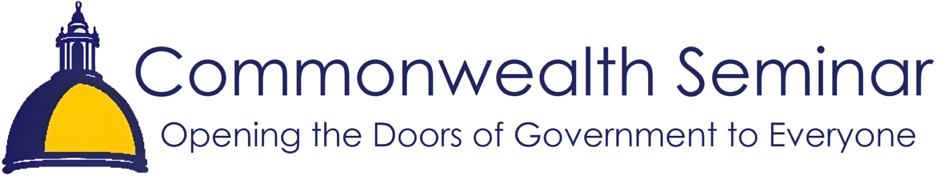 Commonwealth Seminar
Opening the Doors of Government to Everyone